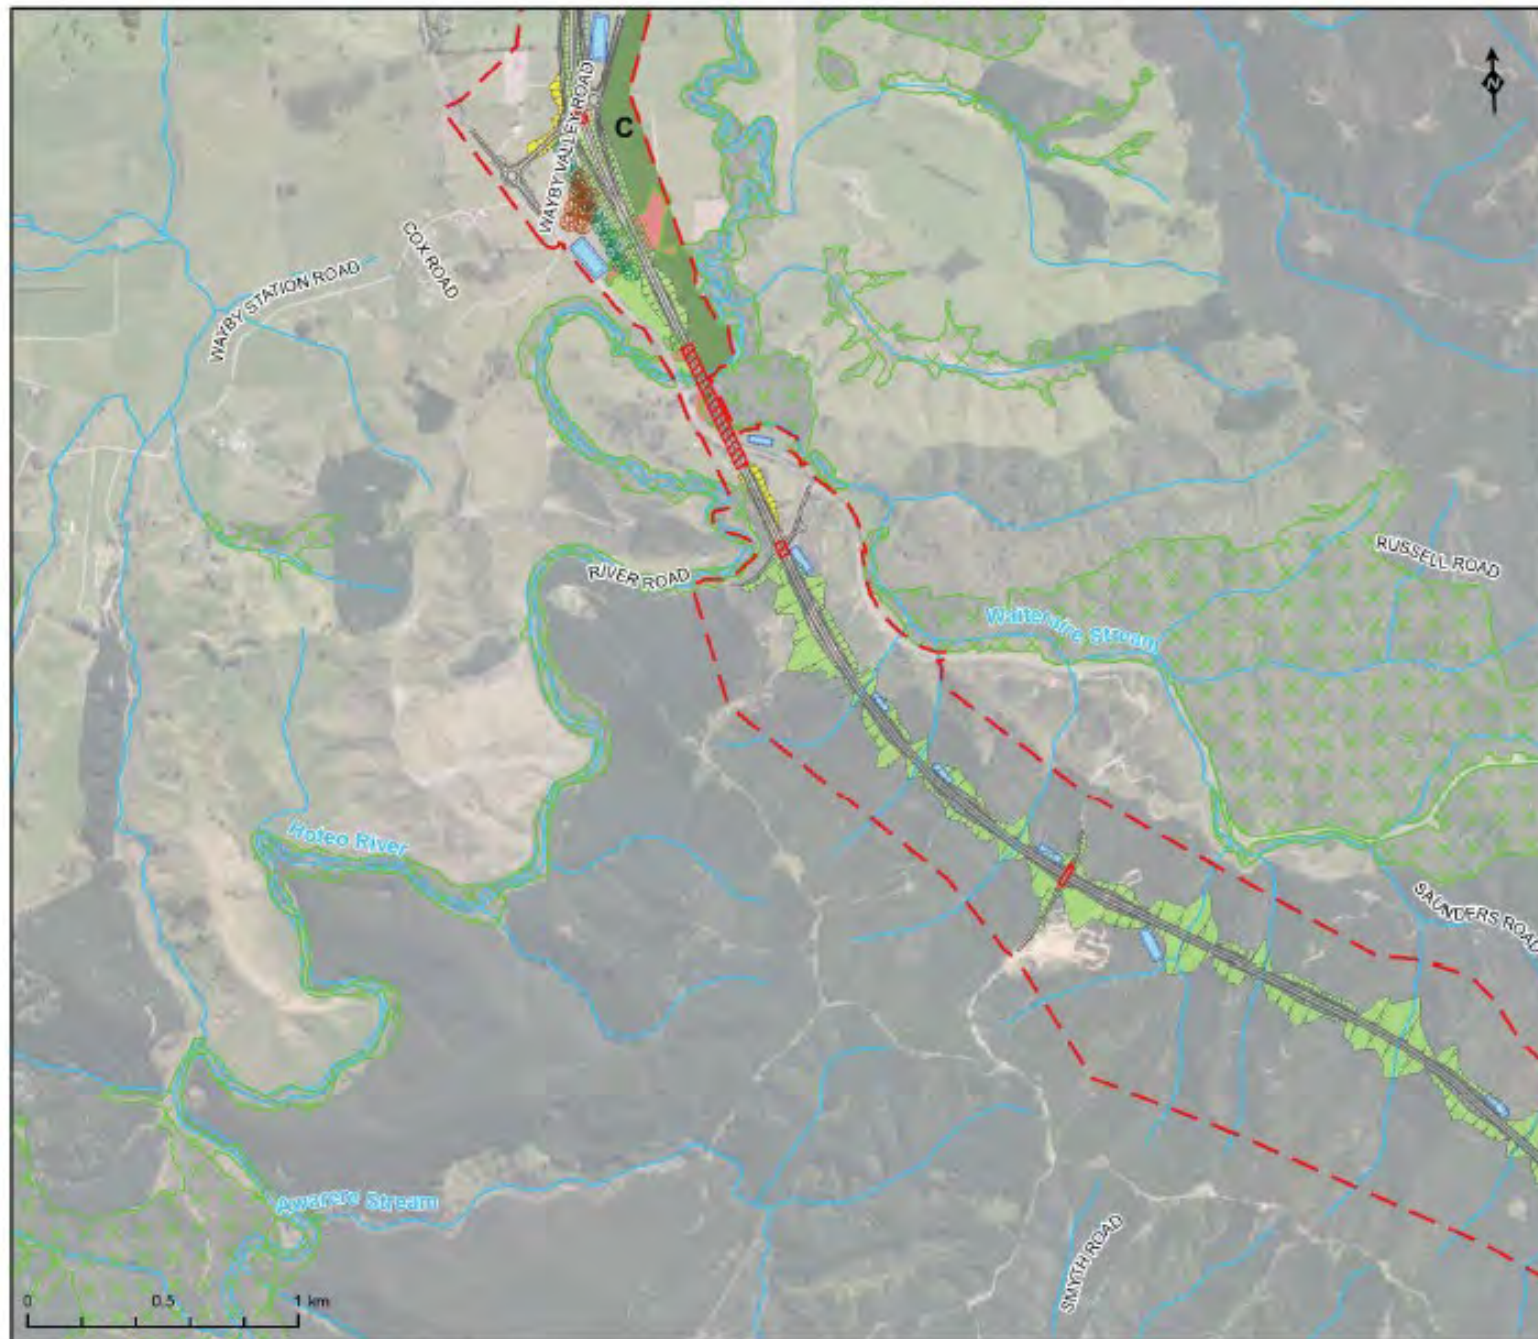 N
C
WAYBY VALLEY ROAD
COX ROAD
WAYBY STATION ROAD
RIVER ROAD
RUSSELL ROAD
Waiteraire Stream
Hoteo River
SAUNDERS ROAD
Awarere Stream
SMYTH ROAD
0 0.5 1 km